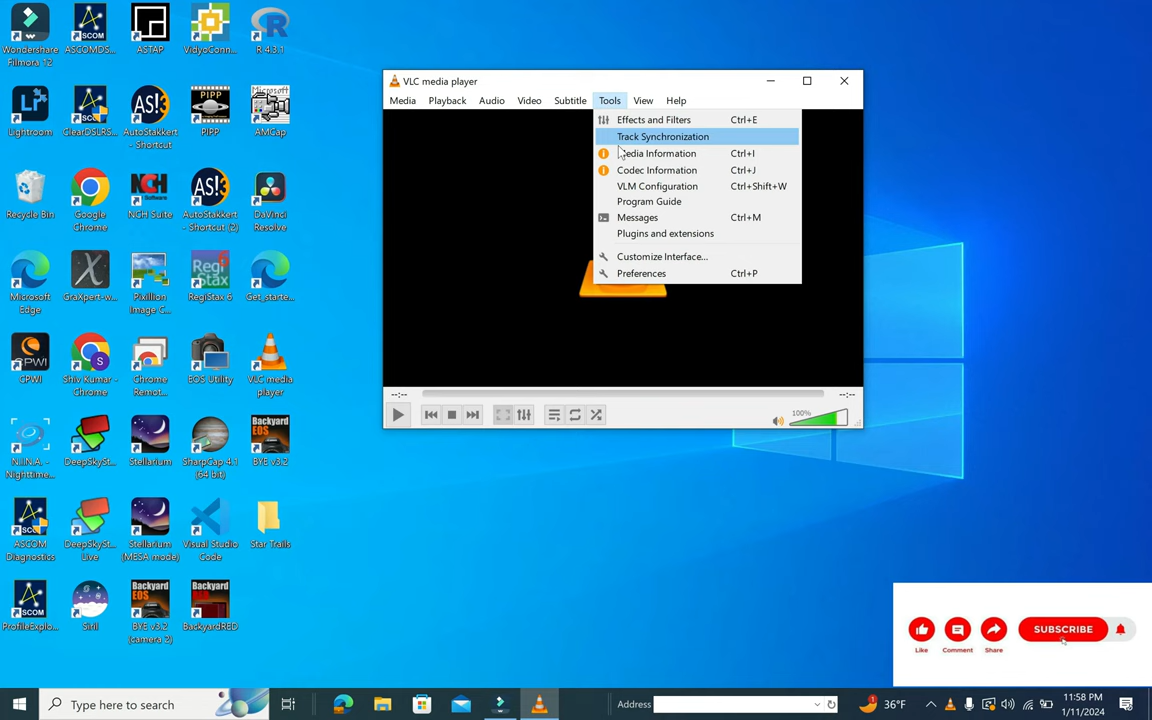 Wondershare
Filmora 12
ASCOMDS...
ASTAP
VidyoConn...
R 4.3.1
Lightroom
ClearDSLRS...
AutoStakkert
- Shortcut
PIPP
Microsoft
AMCap
Recycle Bin
Google
Chrome
NCH Suite
AutoStakkert
- Shortcut (2)
DaVinci
Resolve
Microsoft
Edge
GraXpert-w...
Pixillion
Image C...
RegiStax 6
Get_starte...
CPWI
Shiv Kumar -
Chrome
Chrome
Remot...
EOS Utility
VLC media
player
N.I.N.A. -
Nighttime...
DeepSkySt...
Stellarium
SharpCap 4.1
(64 bit)
BYE v3.2
ASCOM
Diagnostics
DeepSkySt...
Live
Stellarium
(MESA mode)
Visual Studio
Code
Star Trails
ProfileExplo...
Siril
BYE v3.2
(camera 2)
BackyardRED
VLC media player
Media Playback Audio Video Subtitle Tools View Help
Effects and Filters Ctrl+E
Track Synchronization
Media Information Ctrl+I
Codec Information Ctrl+J
VLM Configuration Ctrl+Shift+W
Program Guide
Messages Ctrl+M
Plugins and extensions
Customize Interface...
Preferences Ctrl+P
--:-- --:--
100%
Like Comment Share SUBSCRIBE
Type here to search
Address
36°F
11:58 PM
1/11/2024